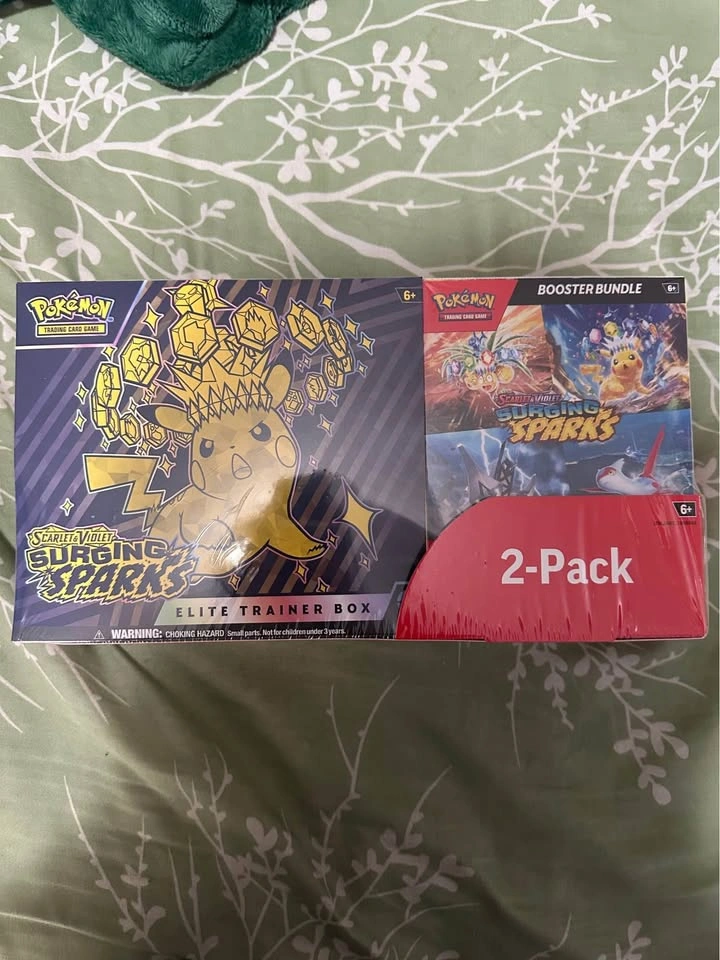 POKéMON
TRADING CARD GAME
6+
SCARLET & VIOLET
SURGING
SPARKS
ELITE TRAINER BOX
WARNING: CHOKING HAZARD Small parts. Not for children under 3 years.
POKéMON
TRADING CARD GAME
BOOSTER BUNDLE
6+
SCARLET & VIOLET
SURGING
SPARKS
6+
2-Pack